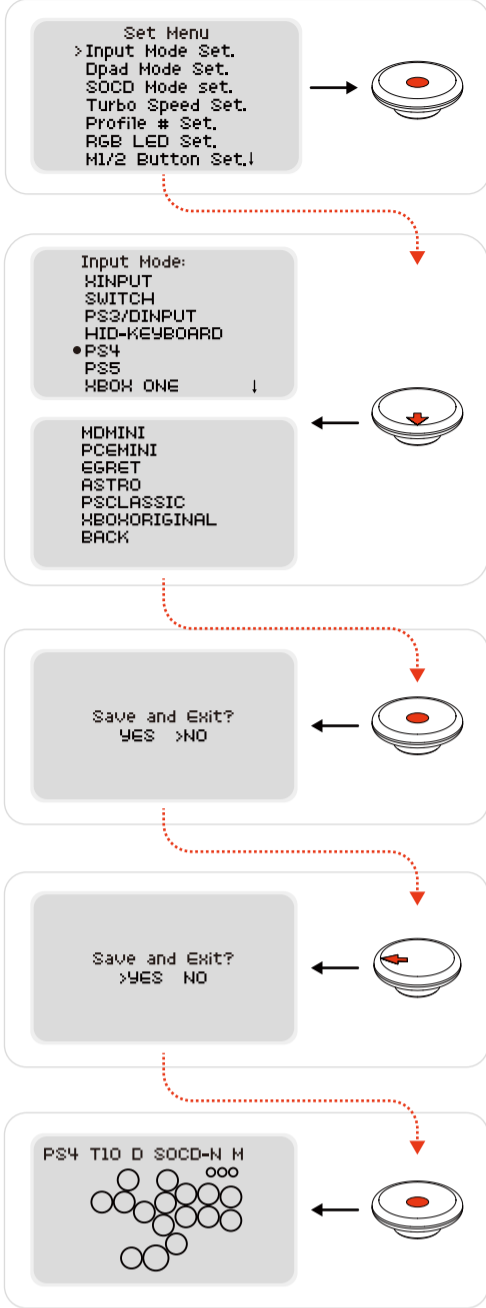 Set Menu
>Input Mode Set.
Dpad Mode Set.
SOCD Mode set.
Turbo Speed Set.
Profile # Set.
RGB LED Set.
M1/2 Button Set.↓
Input Mode:
XINPUT
SWITCH
PS3/DINPUT
HID-KEYBOARD
●PS4
PS5
XBOX ONE ↓
MDMINI
PCEMINI
EGRET
ASTRO
PSCLASSIC
XBOXORIGINAL
BACK
Save and Exit?
YES >NO
Save and Exit?
>YES NO
PS4 T10 D SOCD-N M